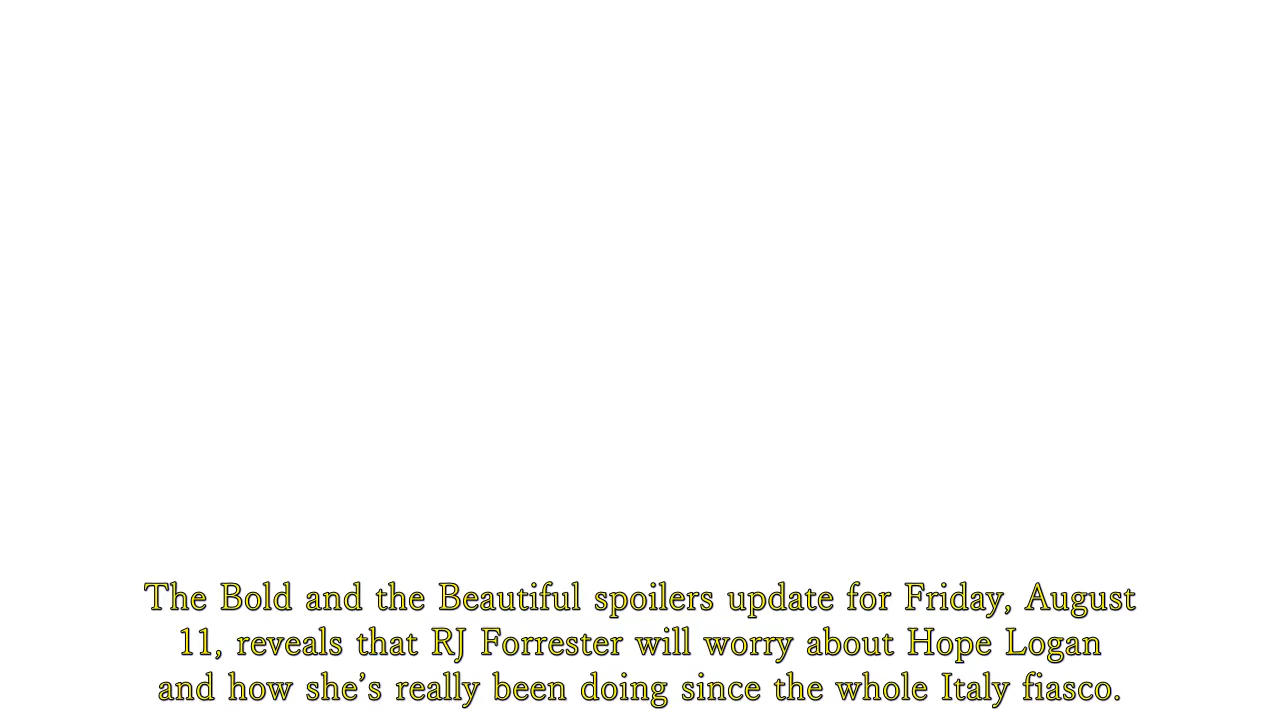 The Bold and the Beautiful spoilers update for Friday, August
11, reveals that RJ Forrester will worry about Hope Logan
and how she’s really been doing since the whole Italy fiasco.